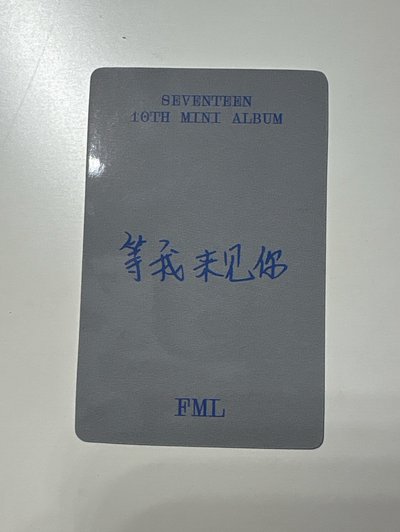 SEVENTEEN
10TH MINI ALBUM
等我来见你
FML